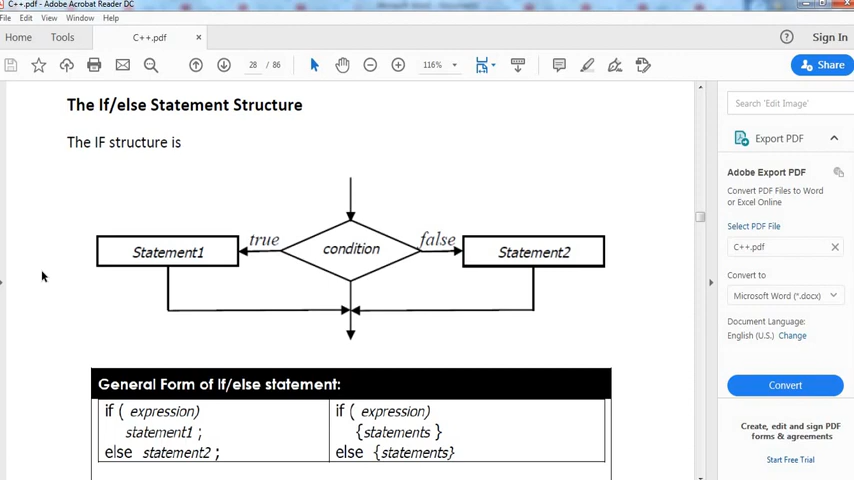 C++.pdf - Adobe Acrobat Reader DC
File Edit View Window Help
Home Tools C++.pdf × Sign In
28 / 86 116% Share
The If/else Statement Structure
The IF structure is
true false
Statement1 condition Statement2
General Form of If/else statement:
if ( expression) if ( expression)
statement1 ; {statements }
else statement2 ; else {statements}
Search 'Edit Image'
Export PDF
Adobe Export PDF
Convert PDF Files to Word
or Excel Online
Select PDF File
C++.pdf ×
Convert to
Microsoft Word (*.docx)
Document Language:
English (U.S.) Change
Convert
Create, edit and sign PDF
forms & agreements
Start Free Trial